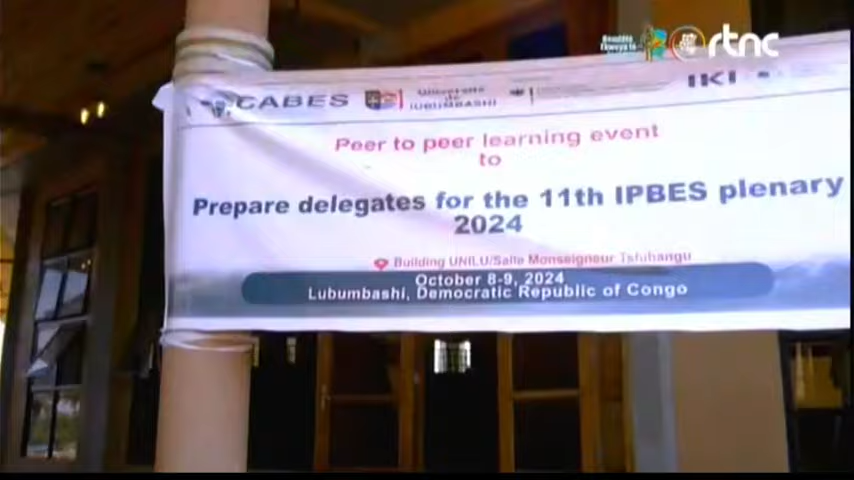 rtnc
CABES
Université
de
LUBUMBASHI
IKI
Peer to peer learning event
to
Prepare delegates for the 11th IPBES plenary
2024
Building UNILU/Salle Monseigneur Tshibangu
October 8-9, 2024
Lubumbashi, Democratic Republic of Congo